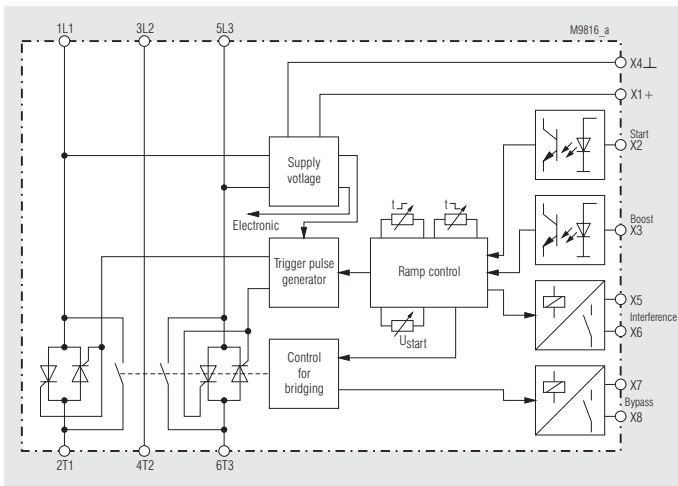 1L1 3L2 5L3 M9816_a
X4⊥
X1+
Start
X2
Supply
votlage
Boost
X3
Electronic
t
t
Trigger pulse
generator
Ramp control
X5
Interference
X6
Ustart
Control
for
bridging
X7
Bypass
X8
2T1 4T2 6T3